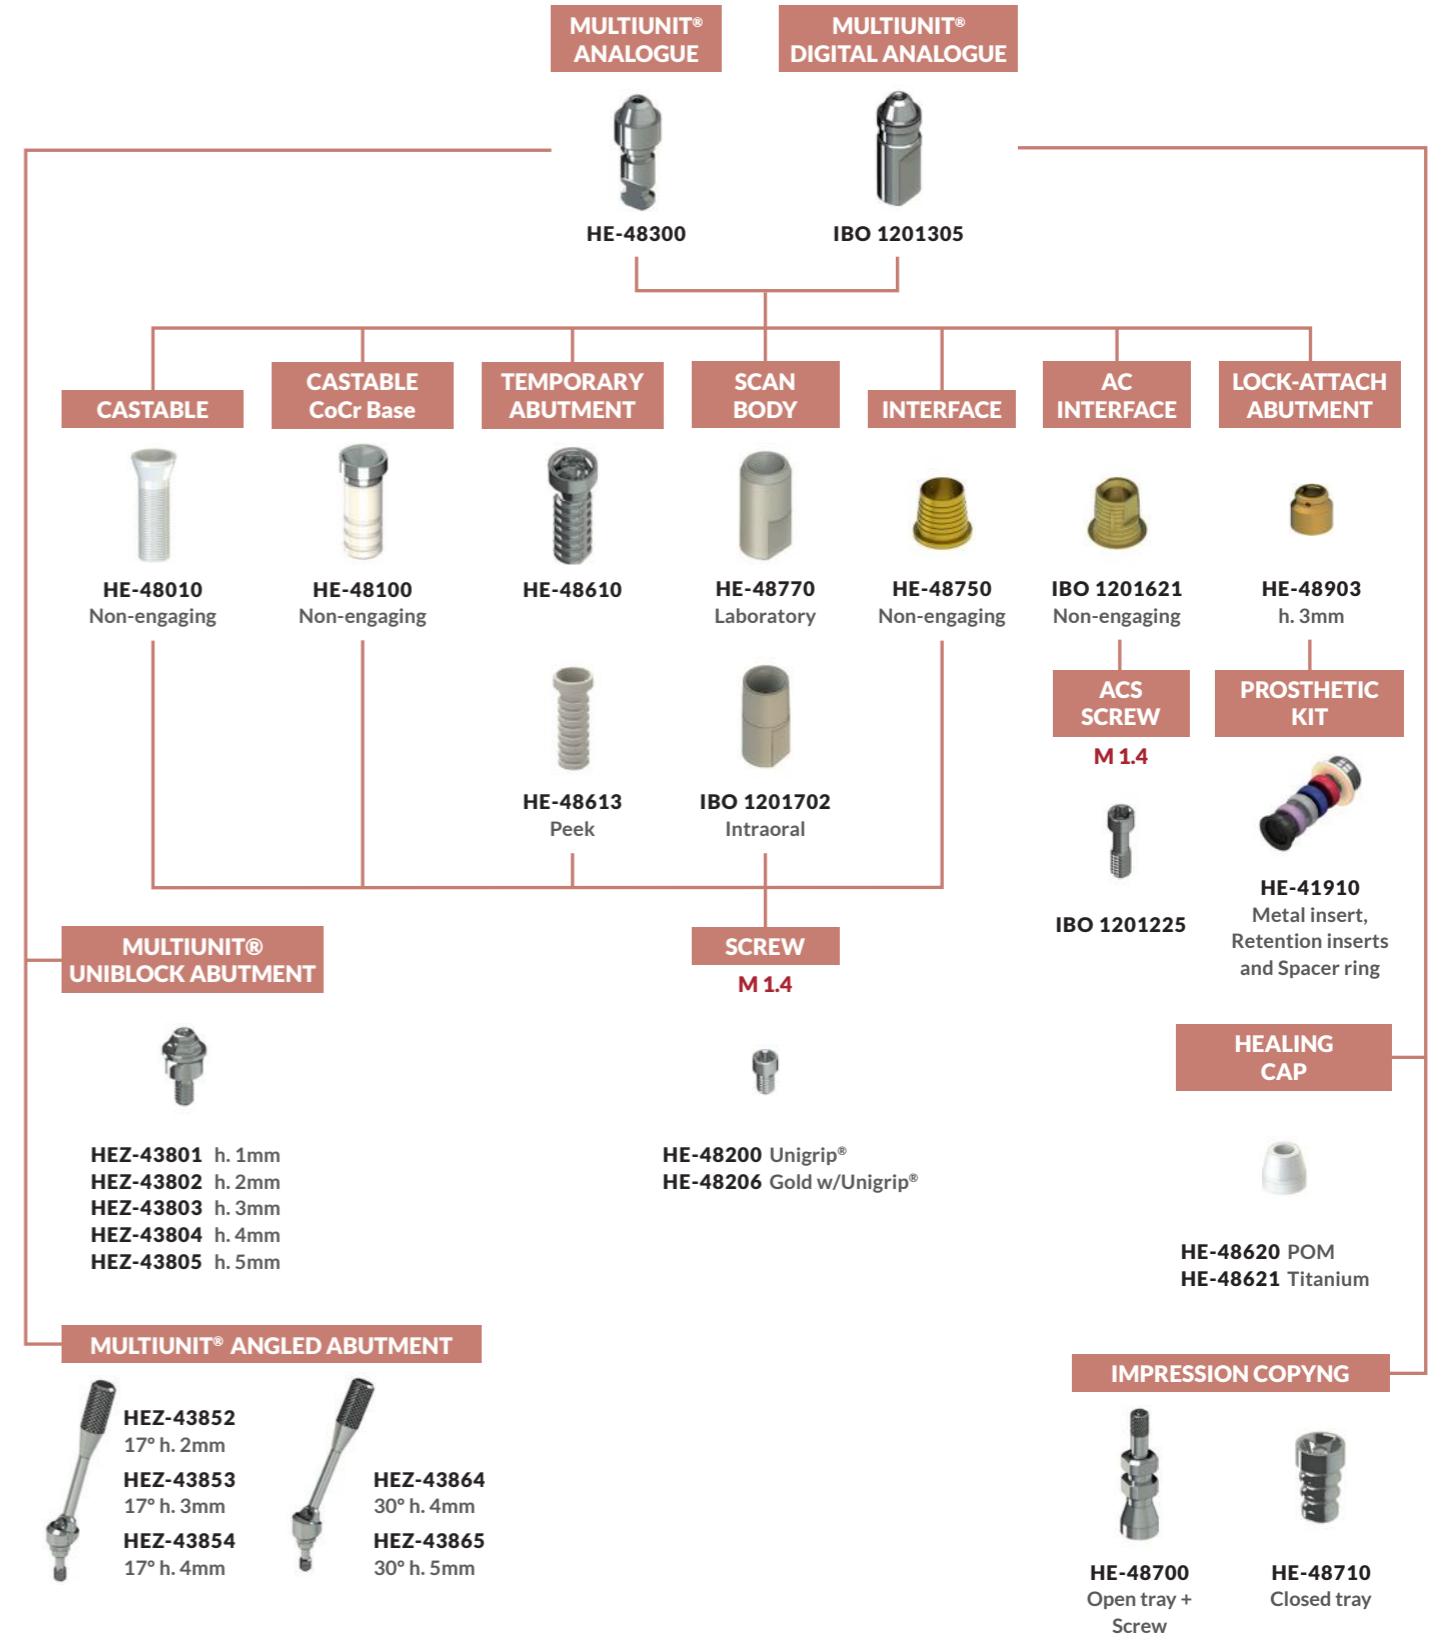 MULTIUNIT®
ANALOGUE
MULTIUNIT®
DIGITAL ANALOGUE
HE-48300
IBO 1201305
CASTABLE
CASTABLE
CoCr Base
TEMPORARY
ABUTMENT
SCAN
BODY
INTERFACE
AC
INTERFACE
LOCK-ATTACH
ABUTMENT
HE-48010
Non-engaging
HE-48100
Non-engaging
HE-48610
HE-48770
Laboratory
HE-48750
Non-engaging
IBO 1201621
Non-engaging
HE-48903
h. 3mm
HE-48613
Peek
IBO 1201702
Intraoral
ACS
SCREW
M 1.4
IBO 1201225
PROSTHETIC
KIT
HE-41910
Metal insert,
Retention inserts
and Spacer ring
MULTIUNIT®
UNIBLOCK ABUTMENT
HEZ-43801 h. 1mm
HEZ-43802 h. 2mm
HEZ-43803 h. 3mm
HEZ-43804 h. 4mm
HEZ-43805 h. 5mm
SCREW
M 1.4
HE-48200 Unigrip®
HE-48206 Gold w/Unigrip®
HEALING
CAP
HE-48620 POM
HE-48621 Titanium
MULTIUNIT® ANGLED ABUTMENT
HEZ-43852
17° h. 2mm
HEZ-43853
17° h. 3mm
HEZ-43854
17° h. 4mm
HEZ-43864
30° h. 4mm
HEZ-43865
30° h. 5mm
IMPRESSION COPYNG
HE-48700
Open tray +
Screw
HE-48710
Closed tray